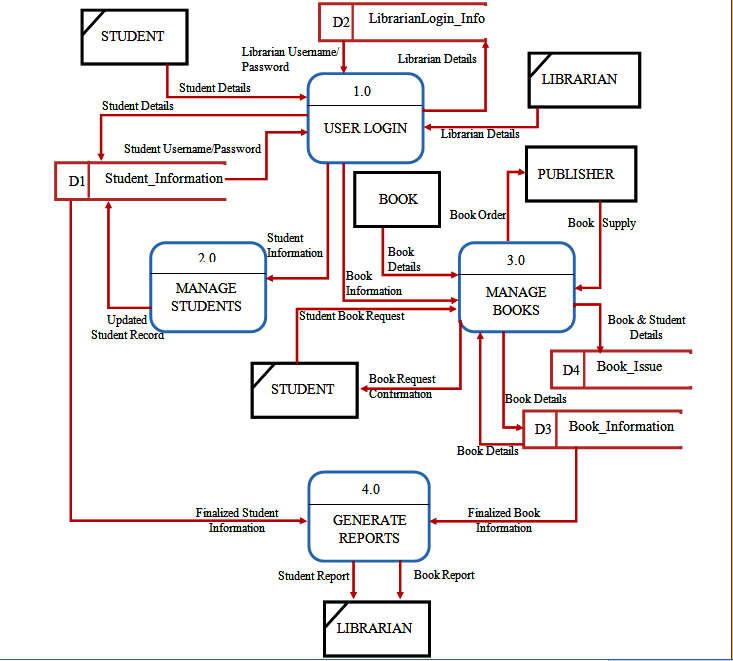 STUDENT
D2
LibrarianLogin_Info
Librarian Username/
Password
Librarian Details
LIBRARIAN
Student Details
1.0
USER LOGIN
Student Details
Librarian Details
Student Username/Password
D1
Student_Information
BOOK
PUBLISHER
Book Order
Book Supply
Student
Information
2.0
MANAGE
STUDENTS
Book
Details
Book
Information
3.0
MANAGE
BOOKS
Updated
Student Record
Student Book Request
Book & Student
Details
STUDENT
Book Request
Confirmation
D4
Book_Issue
Book Details
D3
Book_Information
Book Details
4.0
GENERATE
REPORTS
Finalized Student
Information
Finalized Book
Information
Student Report
Book Report
LIBRARIAN